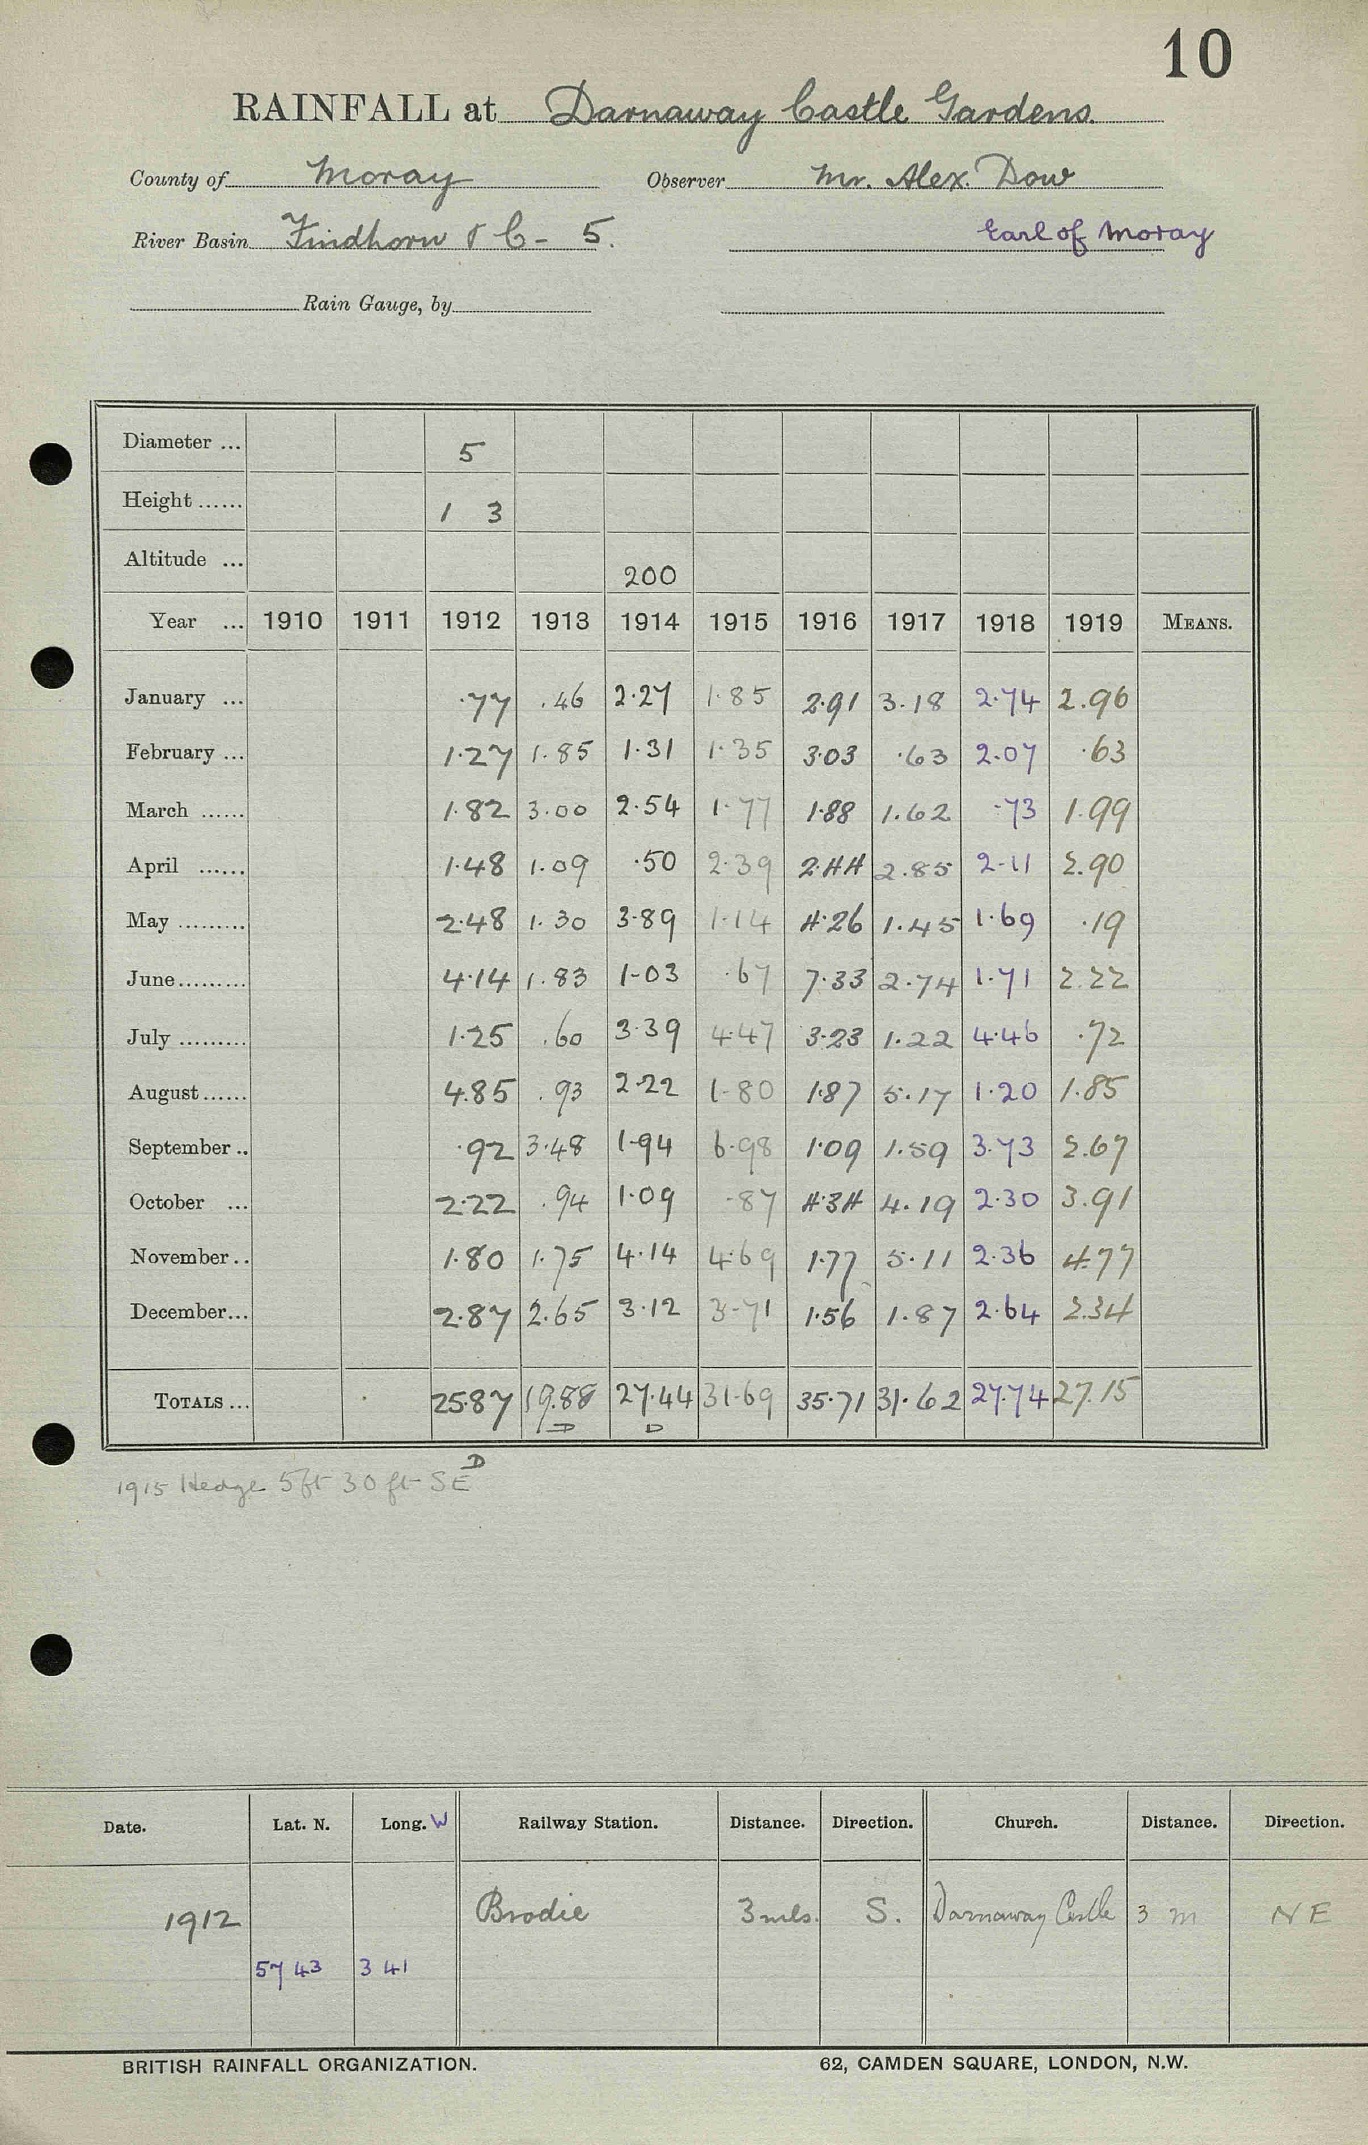 10
RAINFALL at Darnaway Castle Gardens.
County of Moray Observer Mr. Alex. Dow
River Basin Findhorn & C - 5. Earl of Moray
Rain Gauge, by
Diameter ... 5
Height ...... 1 3
Altitude ... 200
Year ... 1910 1911 1912 1913 1914 1915 1916 1917 1918 1919 MEANS.
January ... .77 .46 2.27 1.85 2.91 3.18 2.74 2.96
February ... 1.27 1.85 1.31 1.35 3.03 .63 2.07 .63
March ...... 1.82 3.00 2.54 1.77 1.88 1.62 .73 1.99
April ...... 1.48 1.09 .50 2.39 2.44 2.85 2.11 2.90
May ......... 2.48 1.30 3.89 1.14 4.26 1.45 1.69 .19
June......... 4.14 1.83 1.03 .67 7.33 2.74 1.71 2.22
July ......... 1.25 .60 3.39 4.47 3.23 1.22 4.46 .72
August...... 4.85 .93 2.22 1.80 1.87 5.17 1.20 1.85
September .. .92 3.48 1.94 6.98 1.09 1.59 3.73 2.67
October ... 2.22 .94 1.09 .87 4.34 4.19 2.30 3.91
November .. 1.80 1.75 4.14 4.69 1.77 5.11 2.36 4.77
December... 2.87 2.65 3.12 3.71 1.56 1.87 2.64 2.34
TOTALS ... 25.87 19.88 27.44 31.69 35.71 31.62 27.74 27.15
D D
D
1915 Hedge 5ft 30 ft SE
Date. Lat. N. Long. W Railway Station. Distance. Direction. Church. Distance. Direction.
1912 Brodie 3 mls. S. Darnaway Castle 3 m NE
57 43 3 41
BRITISH RAINFALL ORGANIZATION. 62, CAMDEN SQUARE, LONDON, N.W.